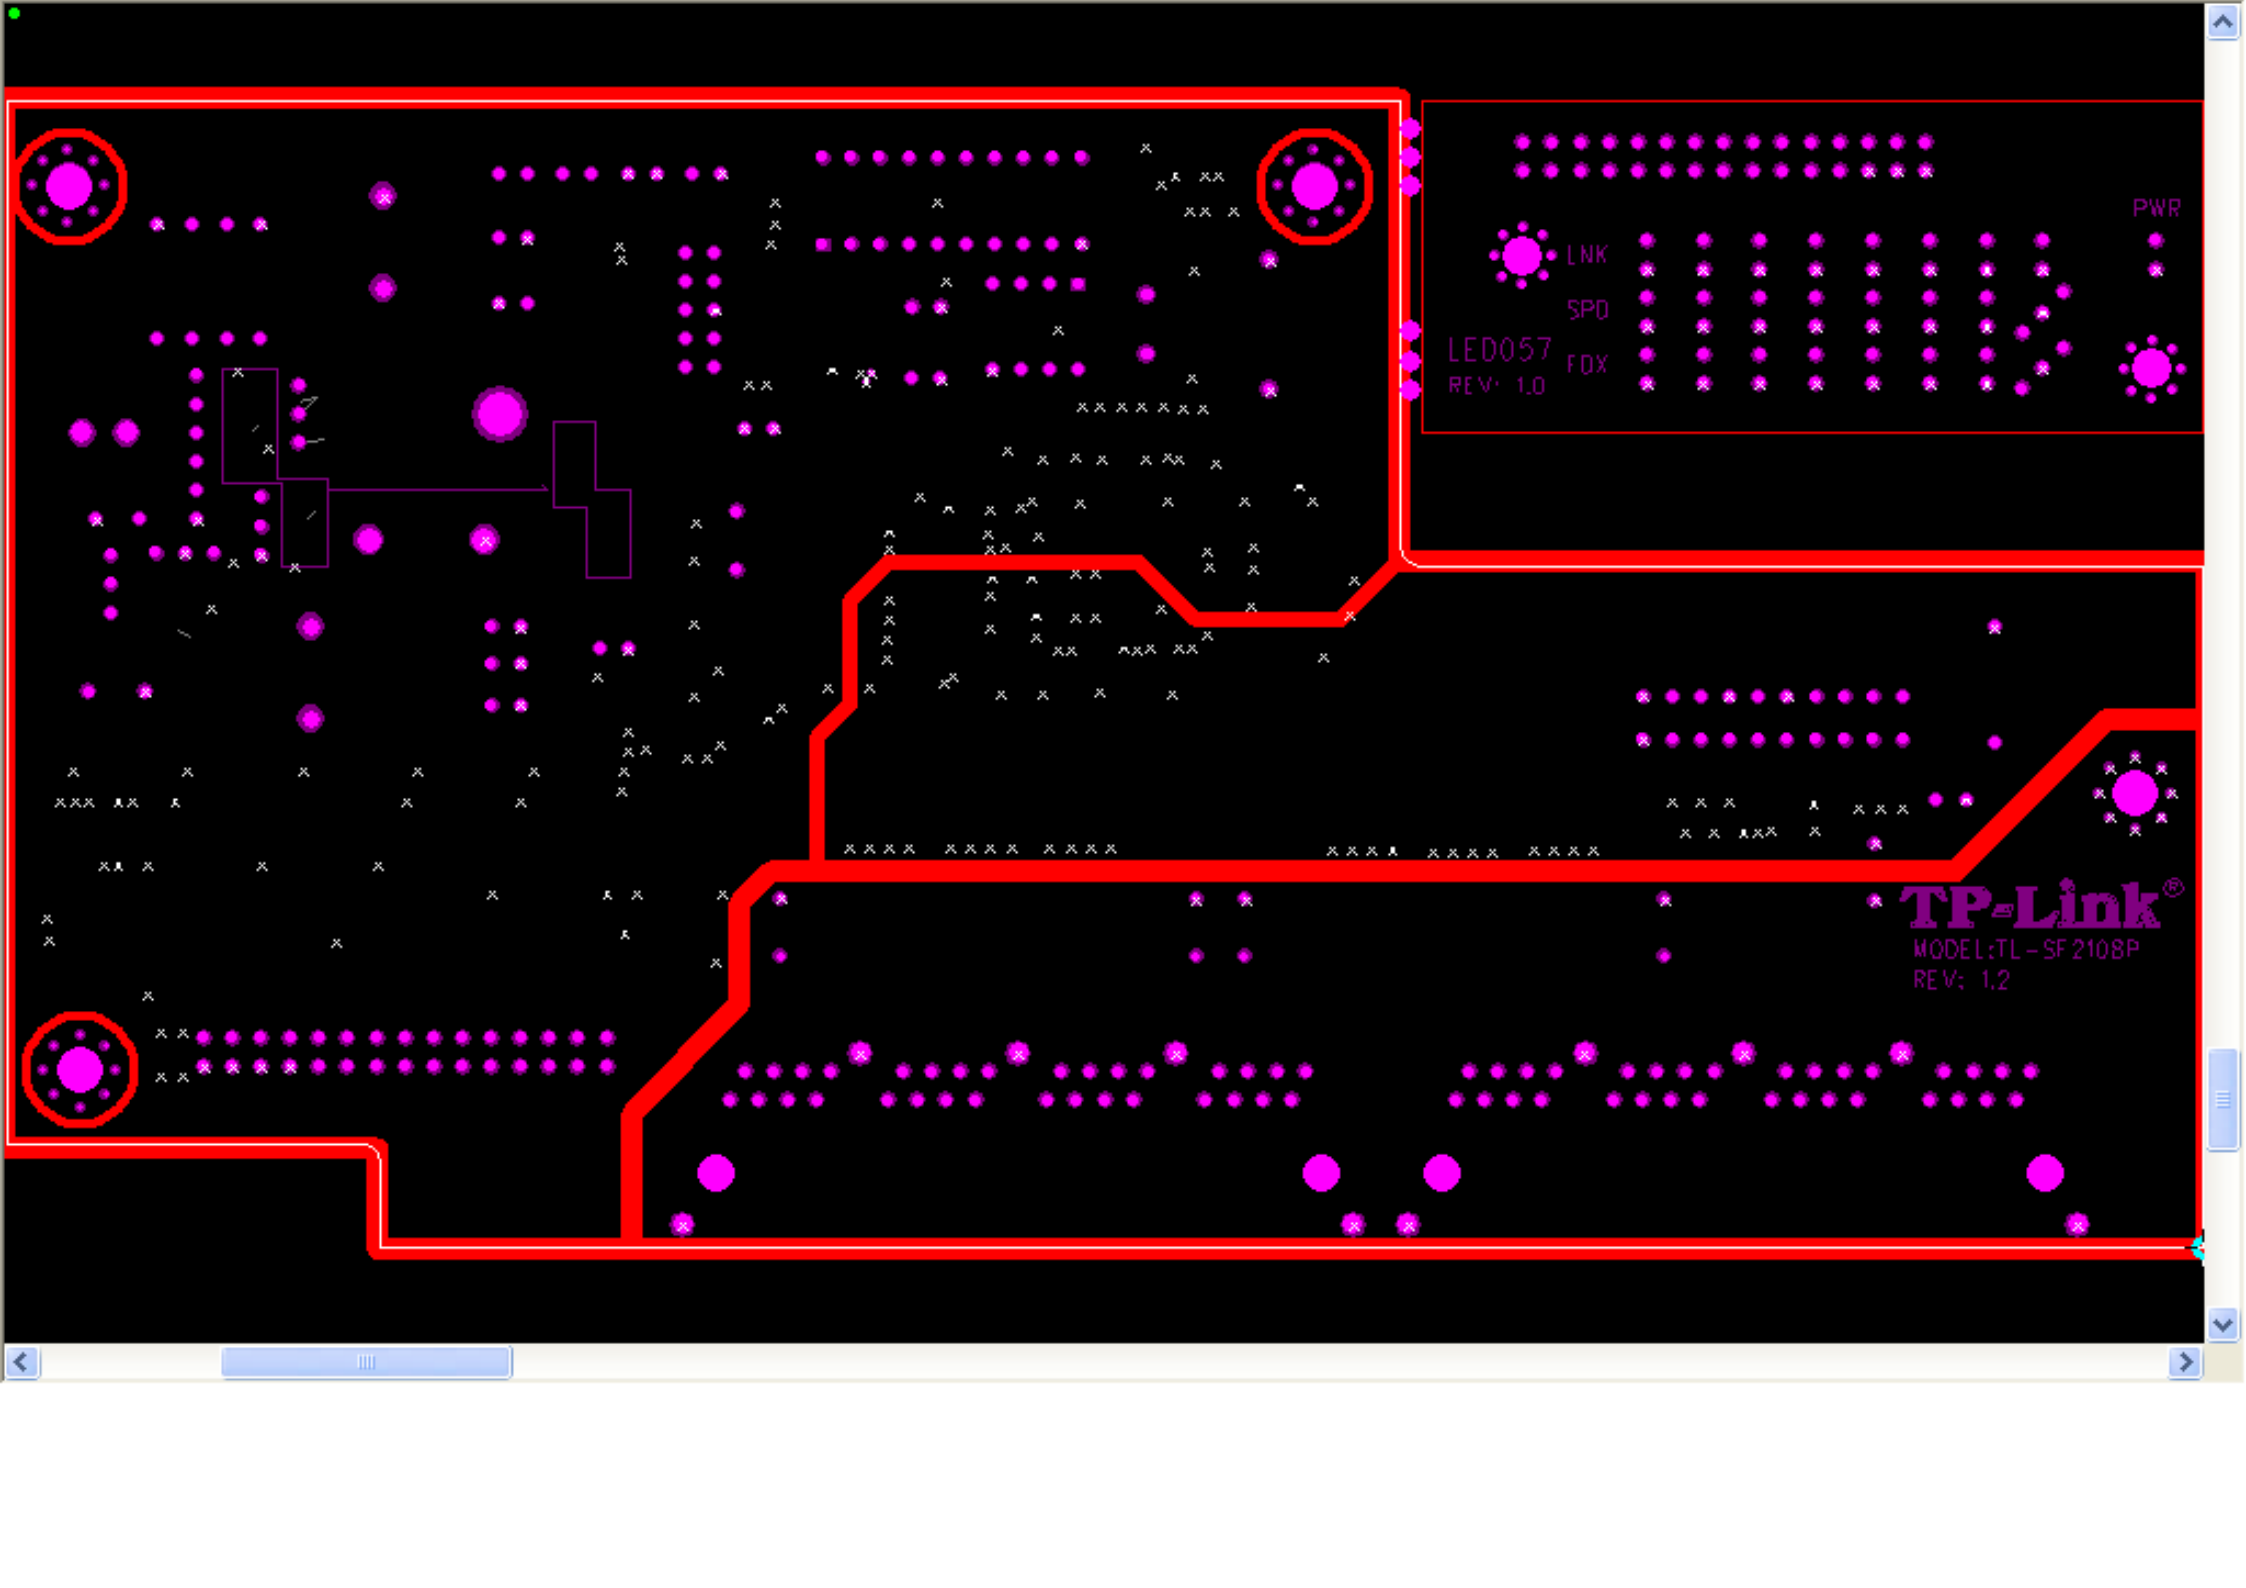 PWR
LNK
SPD
LED057
FDX
REV: 1.0
TP-Link®
MODEL:TL-SF2108P
REV: 1.2